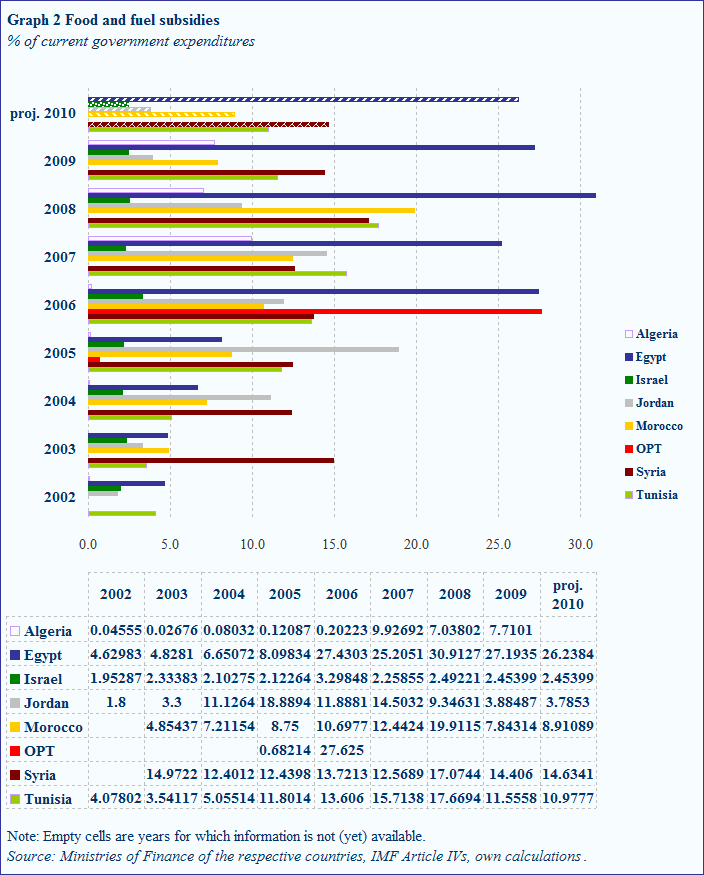 Graph 2 Food and fuel subsidies
% of current government expenditures
proj. 2010
2009
2008
2007
2006
2005
2004
2003
2002
0.0 5.0 10.0 15.0 20.0 25.0 30.0
Algeria
Egypt
Israel
Jordan
Morocco
OPT
Syria
Tunisia
2002 2003 2004 2005 2006 2007 2008 2009 proj. 2010
Algeria 0.04555 0.02676 0.08032 0.12087 0.20223 9.92692 7.03802 7.7101
Egypt 4.62983 4.8281 6.65072 8.09834 27.4303 25.2051 30.9127 27.1935 26.2384
Israel 1.95287 2.33383 2.10275 2.12264 3.29848 2.25855 2.49221 2.45399 2.45399
Jordan 1.8 3.3 11.1264 18.8894 11.8881 14.5032 9.34631 3.88487 3.7853
Morocco 4.85437 7.21154 8.75 10.6977 12.4424 19.9115 7.84314 8.91089
OPT 0.68214 27.625
Syria 14.9722 12.4012 12.4398 13.7213 12.5689 17.0744 14.406 14.6341
Tunisia 4.07802 3.54117 5.05514 11.8014 13.606 15.7138 17.6694 11.5558 10.9777
Note: Empty cells are years for which information is not (yet) available.
Source: Ministries of Finance of the respective countries, IMF Article IVs, own calculations.